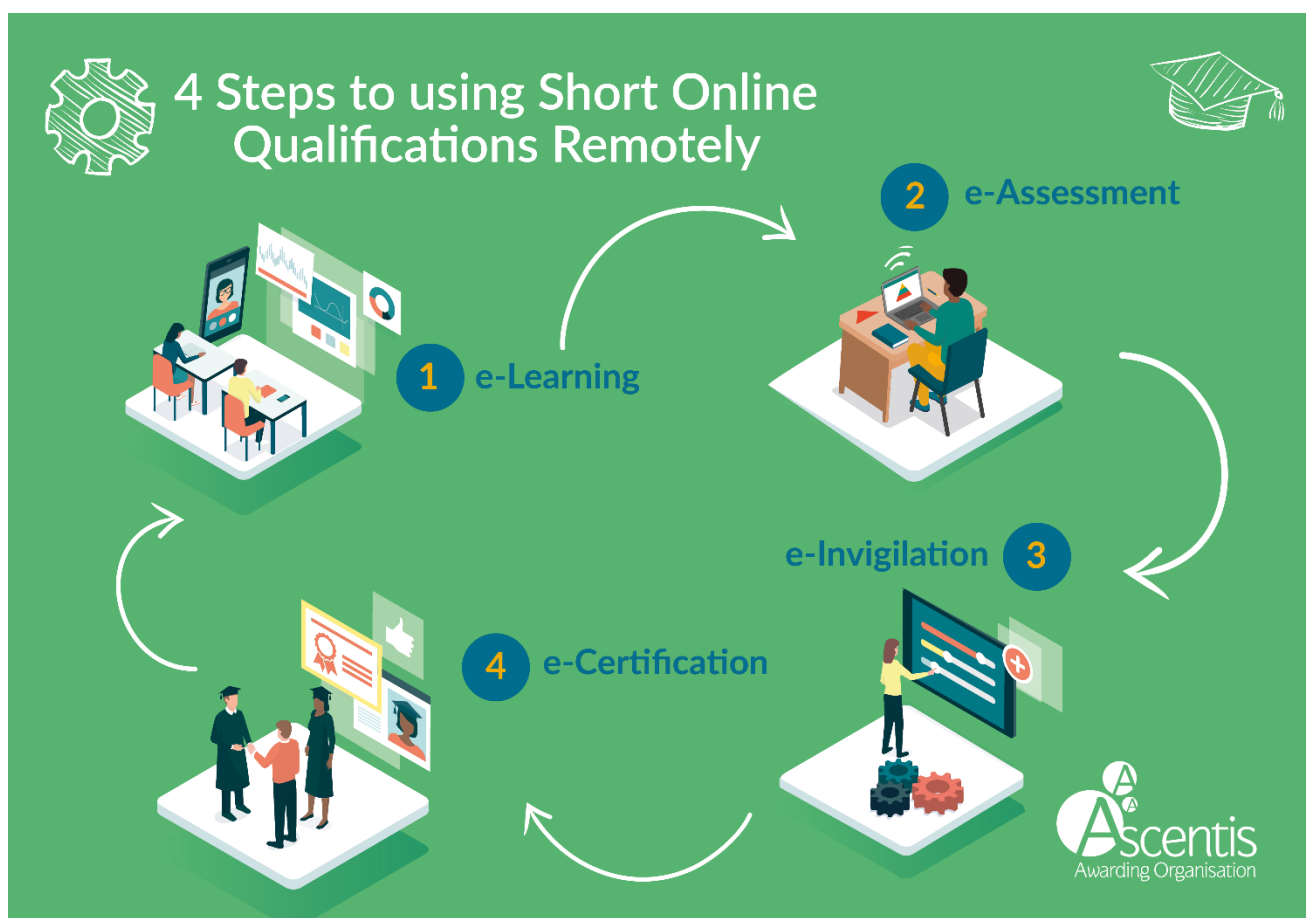 4 Steps to using Short Online
Qualifications Remotely
1 e-Learning
2 e-Assessment
e-Invigilation 3
4 e-Certification
A
A
Ascentis
Awarding Organisation